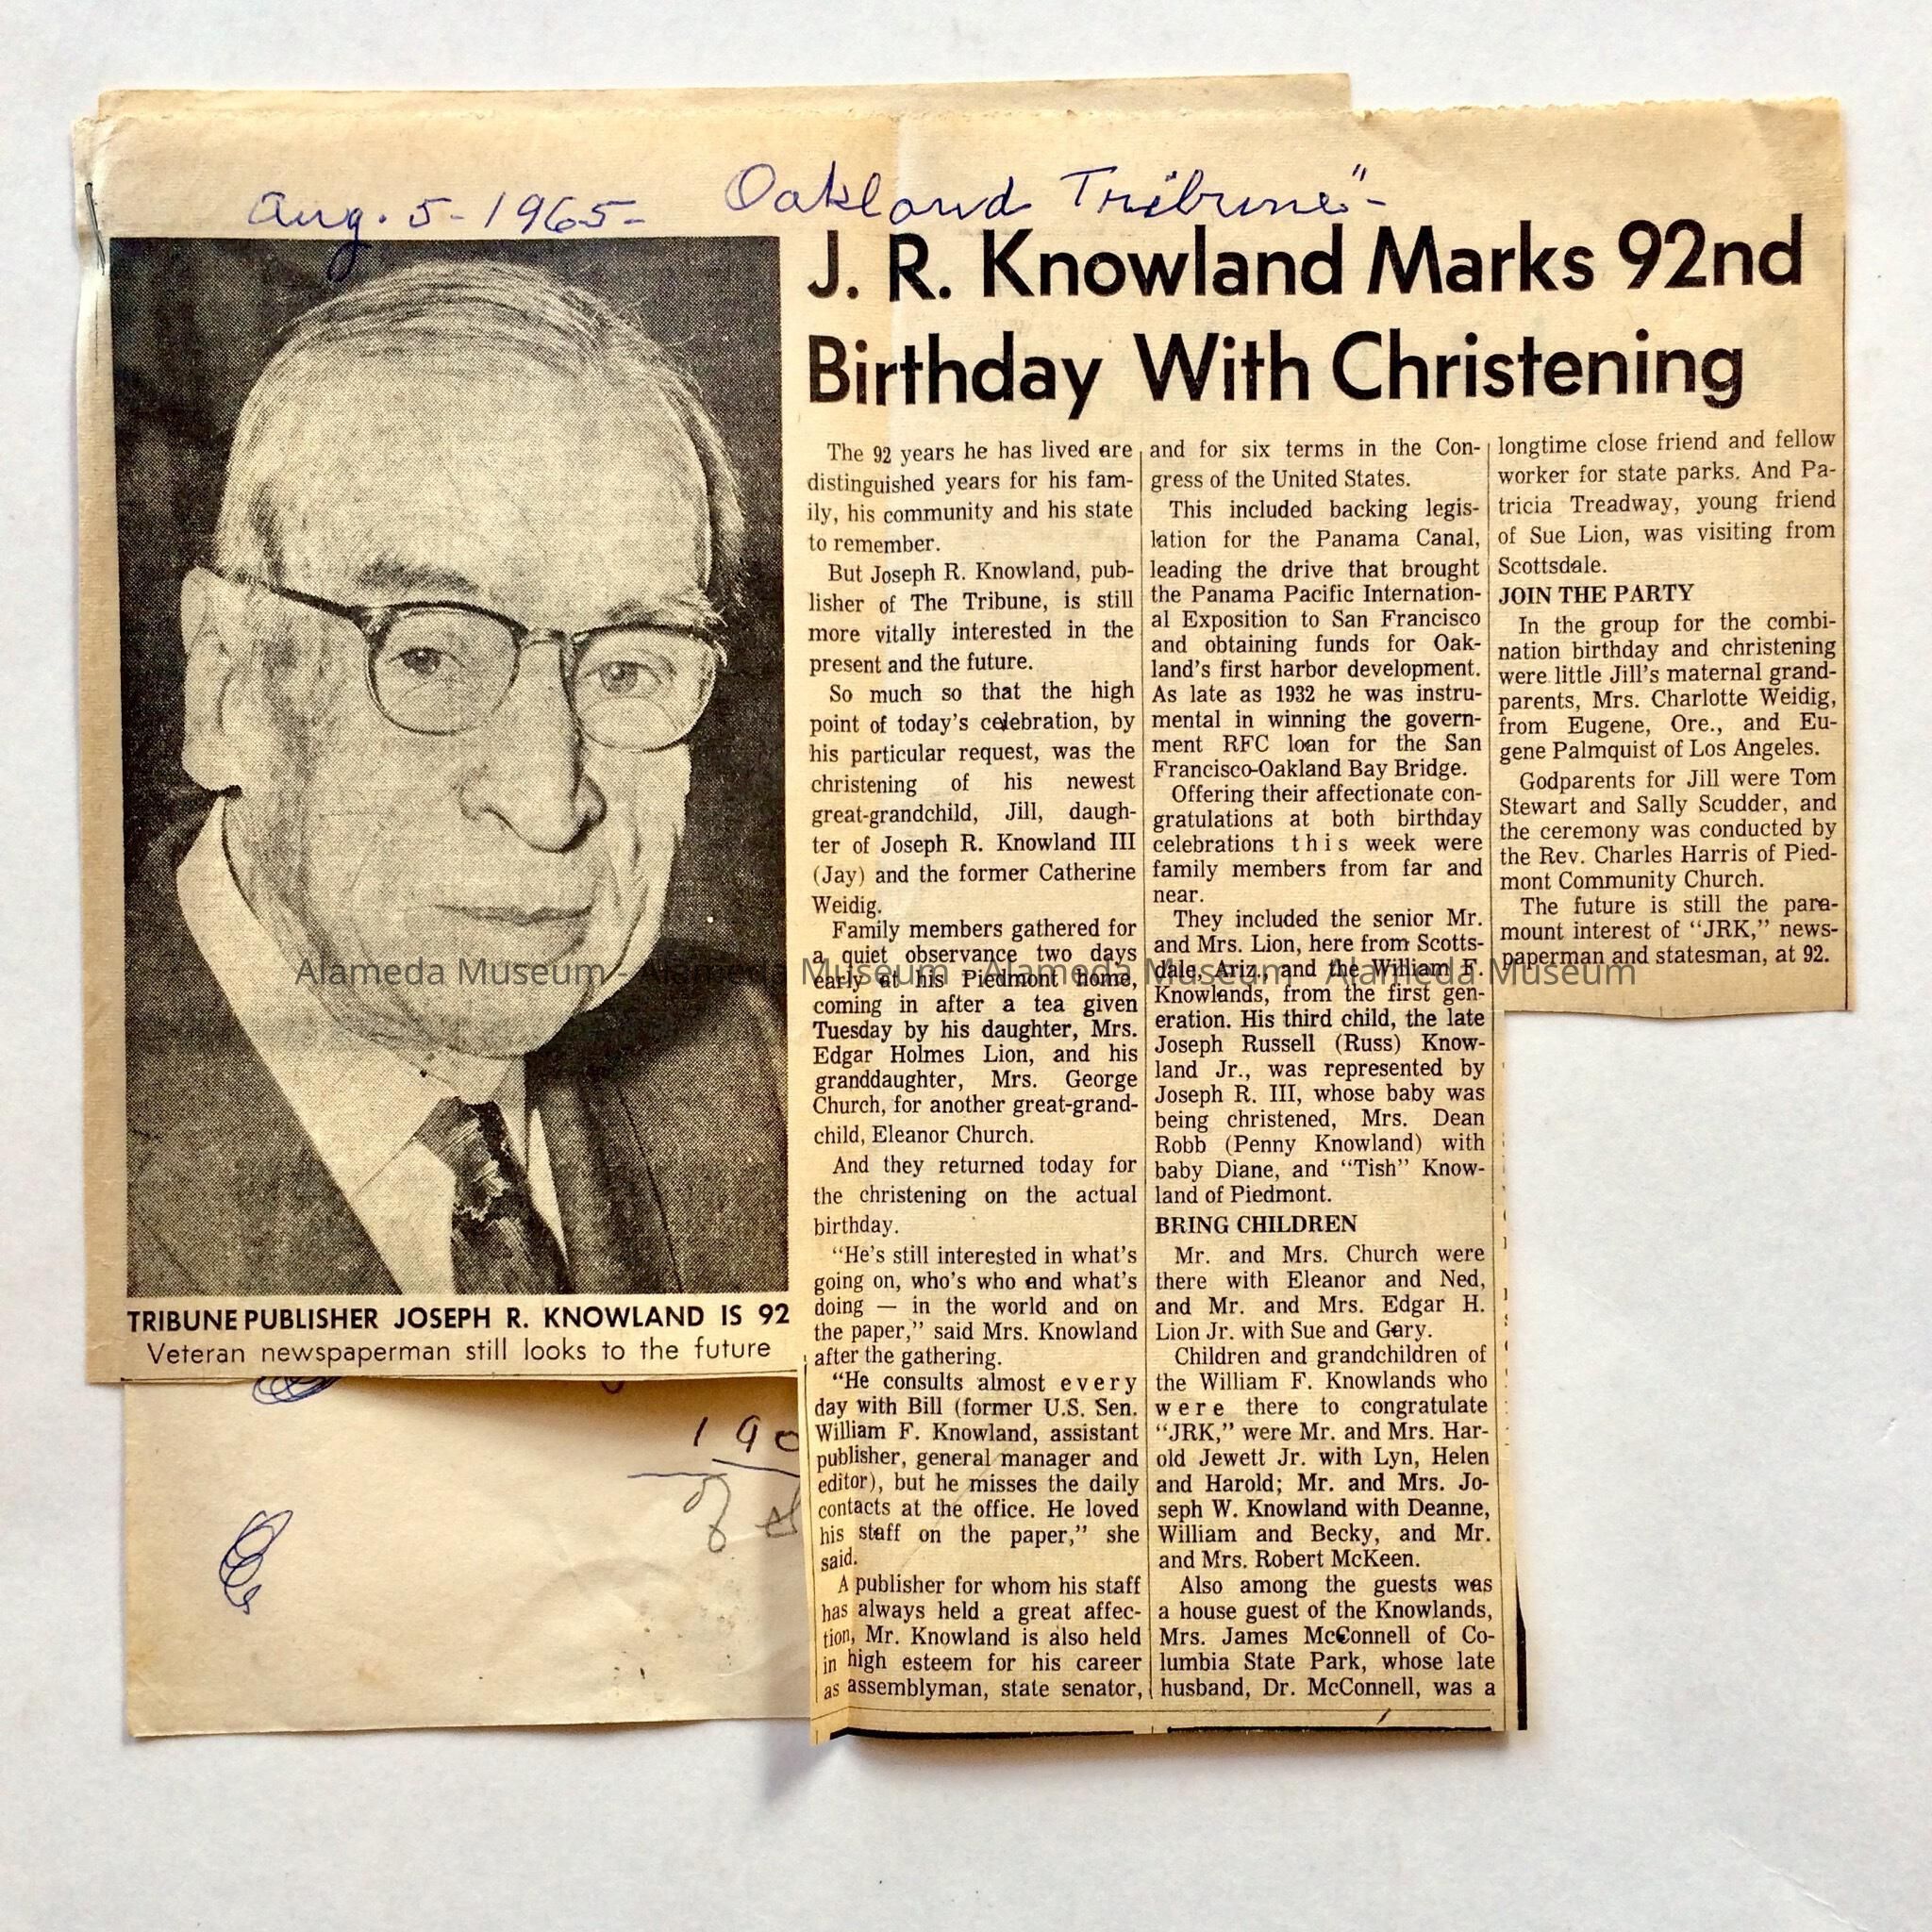 Aug. 5-1965-
Oakland Tribune"-
J. R. Knowland Marks 92nd
Birthday With Christening
The 92 years he has lived are
distinguished years for his fam-
ily, his community and his state
to remember.
But Joseph R. Knowland, pub-
lisher of The Tribune, is still
more vitally interested in the
present and the future.
So much so that the high
point of today's celebration, by
his particular request, was the
christening of his newest
great-grandchild, Jill, daugh-
ter of Joseph R. Knowland III
(Jay) and the former Catherine
Weidig.
Family members gathered for
a quiet observance two days
early at his Piedmont home,
coming in after a tea given
Tuesday by his daughter, Mrs.
Edgar Holmes Lion, and his
granddaughter, Mrs. George
Church, for another great-grand-
child, Eleanor Church.
And they returned today for
the christening on the actual
birthday.
"He's still interested in what's
going on, who's who and what's
doing — in the world and on
the paper," said Mrs. Knowland
after the gathering.
"He consults almost every
day with Bill (former U.S. Sen.
William F. Knowland, assistant
publisher, general manager and
editor), but he misses the daily
contacts at the office. He loved
his staff on the paper," she
said.
A publisher for whom his staff
has always held a great affec-
tion, Mr. Knowland is also held
in high esteem for his career
as assemblyman, state senator,
and for six terms in the Con-
gress of the United States.
This included backing legis-
lation for the Panama Canal,
leading the drive that brought
the Panama Pacific Internation-
al Exposition to San Francisco
and obtaining funds for Oak-
land's first harbor development.
As late as 1932 he was instru-
mental in winning the govern-
ment RFC loan for the San
Francisco-Oakland Bay Bridge.
Offering their affectionate con-
gratulations at both birthday
celebrations this week were
family members from far and
near.
They included the senior Mr.
and Mrs. Lion, here from Scotts-
dale, Ariz., and the William F.
Knowlands, from the first gen-
eration. His third child, the late
Joseph Russell (Russ) Know-
land Jr., was represented by
Joseph R. III, whose baby was
being christened, Mrs. Dean
Robb (Penny Knowland) with
baby Diane, and "Tish" Know-
land of Piedmont.
BRING CHILDREN
Mr. and Mrs. Church were
there with Eleanor and Ned,
and Mr. and Mrs. Edgar H.
Lion Jr. with Sue and Gary.
Children and grandchildren of
the William F. Knowlands who
were there to congratulate
"JRK," were Mr. and Mrs. Har-
old Jewett Jr. with Lyn, Helen
and Harold; Mr. and Mrs. Jo-
seph W. Knowland with Deanne,
William and Becky, and Mr.
and Mrs. Robert McKeen.
Also among the guests was
a house guest of the Knowlands,
Mrs. James McConnell of Co-
lumbia State Park, whose late
husband, Dr. McConnell, was a
longtime close friend and fellow
worker for state parks. And Pa-
tricia Treadway, young friend
of Sue Lion, was visiting from
Scottsdale.
JOIN THE PARTY
In the group for the combi-
nation birthday and christening
were little Jill's maternal grand-
parents, Mrs. Charlotte Weidig,
from Eugene, Ore., and Eu-
gene Palmquist of Los Angeles.
Godparents for Jill were Tom
Stewart and Sally Scudder, and
the ceremony was conducted by
the Rev. Charles Harris of Pied-
mont Community Church.
The future is still the para-
mount interest of "JRK," news-
paperman and statesman, at 92.
TRIBUNE PUBLISHER JOSEPH R. KNOWLAND IS 92
Veteran newspaperman still looks to the future
190
Alameda Museum - Alameda Museum - Alameda Museum - Alameda Museum